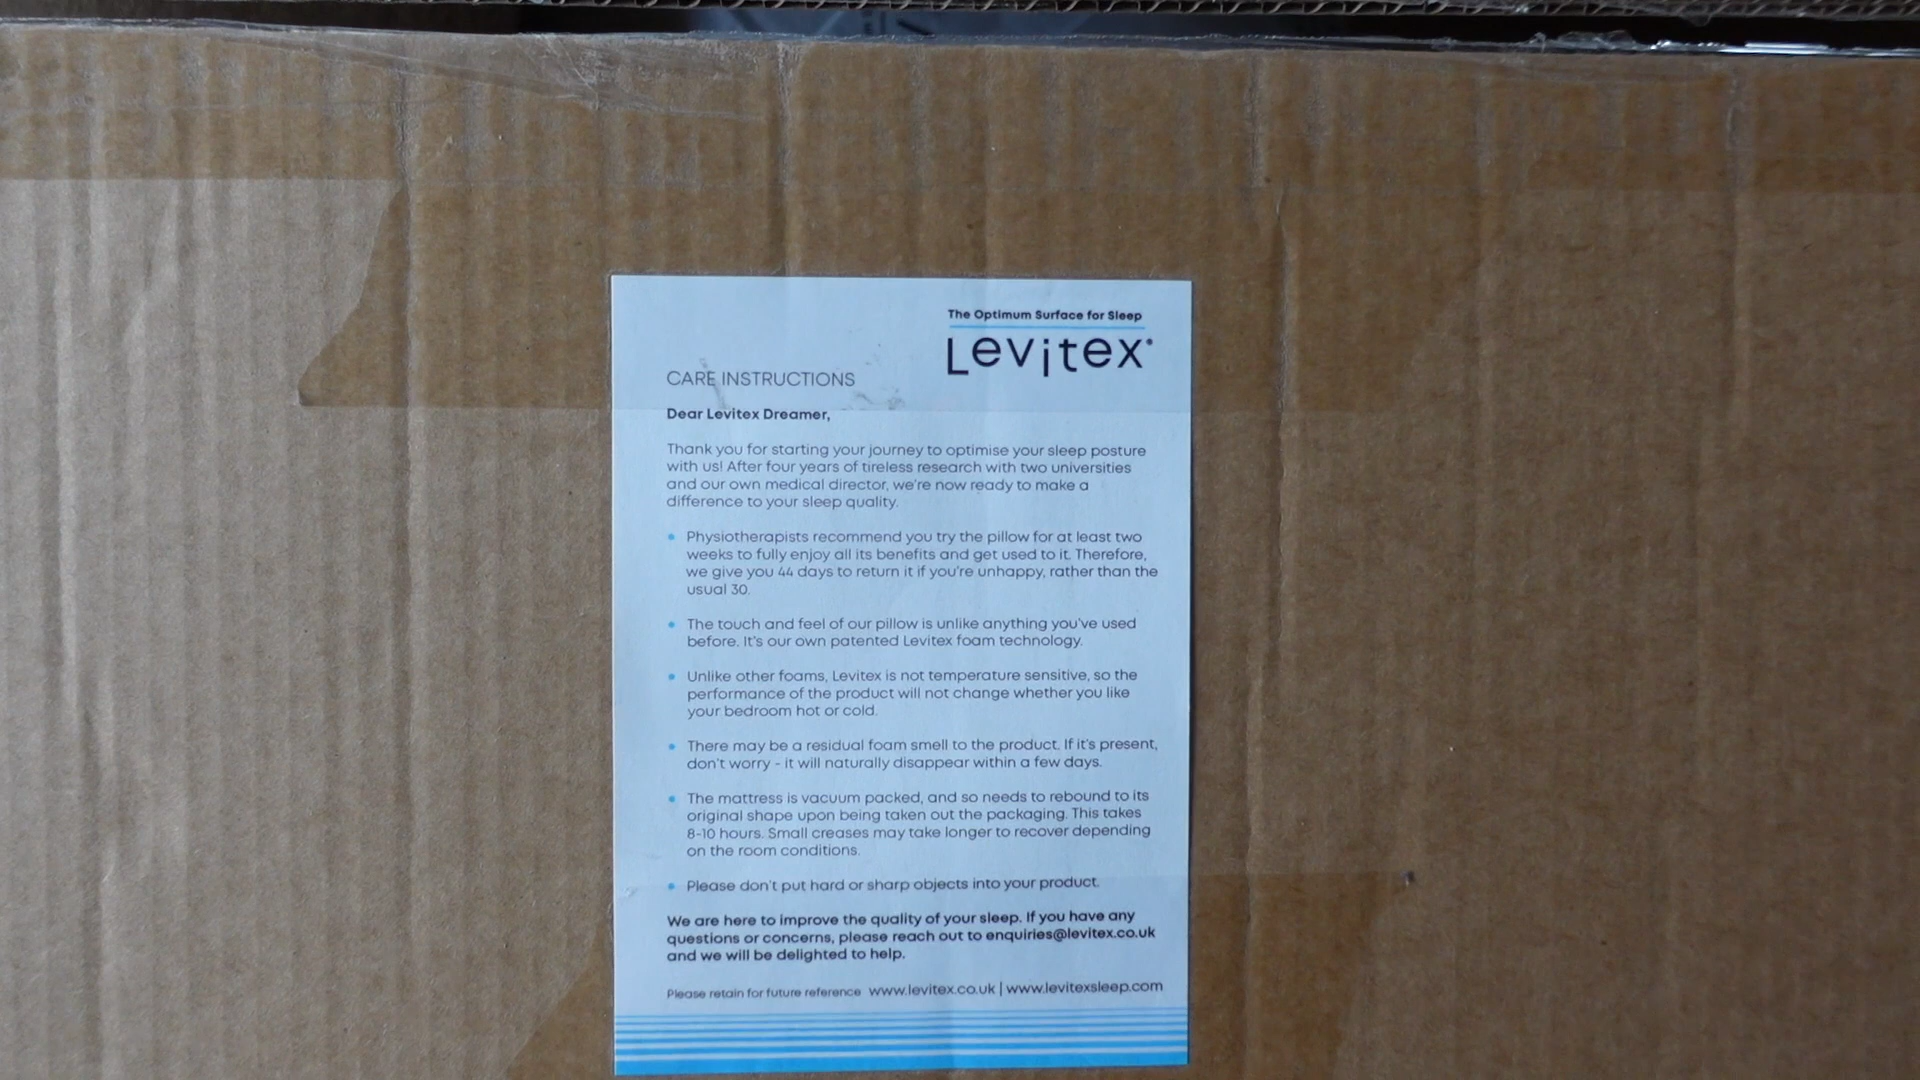 The Optimum Surface for Sleep
Levitex®
CARE INSTRUCTIONS
Dear Levitex Dreamer,
Thank you for starting your journey to optimise your sleep posture
with us! After four years of tireless research with two universities
and our own medical director, we're now ready to make a
difference to your sleep quality.
• Physiotherapists recommend you try the pillow for at least two
weeks to fully enjoy all its benefits and get used to it. Therefore,
we give you 44 days to return it if you're unhappy, rather than the
usual 30.
• The touch and feel of our pillow is unlike anything you've used
before. It's our own patented Levitex foam technology.
• Unlike other foams, Levitex is not temperature sensitive, so the
performance of the product will not change whether you like
your bedroom hot or cold.
• There may be a residual foam smell to the product. If it's present,
don't worry - it will naturally disappear within a few days.
• The mattress is vacuum packed, and so needs to rebound to its
original shape upon being taken out the packaging. This takes
8-10 hours. Small creases may take longer to recover depending
on the room conditions.
• Please don't put hard or sharp objects into your product.
We are here to improve the quality of your sleep. If you have any
questions or concerns, please reach out to enquiries@levitex.co.uk
and we will be delighted to help.
Please retain for future reference www.levitex.co.uk | www.levitexsleep.com